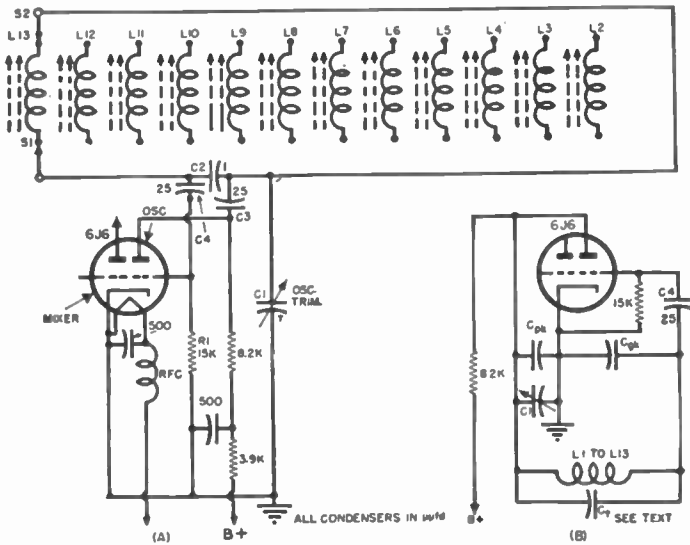 S2
L13 L12 L11 L10 L9 L8 L7 L6 L5 L4 L3 L2
S1
C2 1
25 25
OSC C3
6J6 C4
MIXER
500
R1
15K
8.2K
C1
OSC
TRIM.
RFC
500
3.9K
(A)
B+
ALL CONDENSERS IN µµfd
6J6
15K
C4
25
Cpk
Cgk
8.2K
C1
L1 TO L13
CT SEE TEXT
B+
(B)